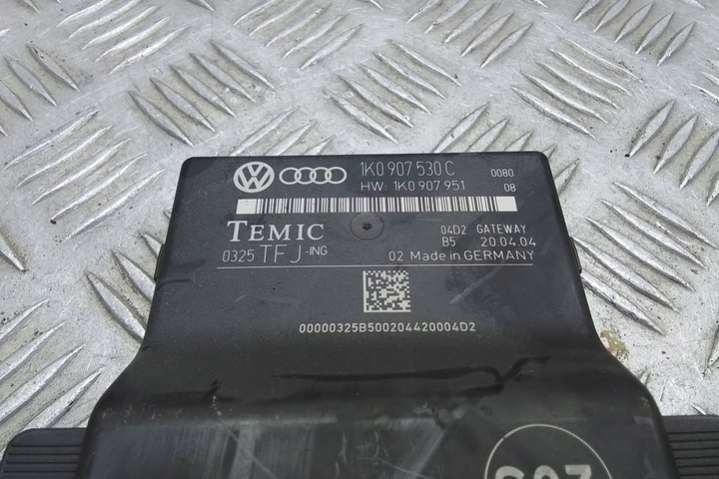 1K0 907 530 C 0080
HW: 1K0 907 951 08
TEMIC 04D2 GATEWAY
B5 20.04.04
0325 TFJ-ING 02 Made in GERMANY
00000325B500204420004D2